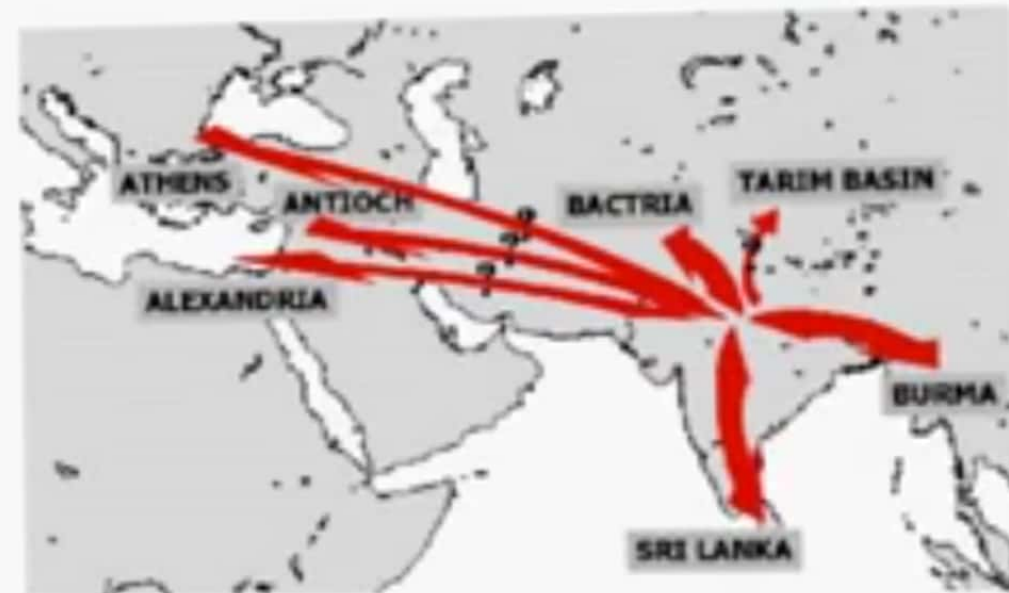 TARIM BASIN
ATHENS
ANTIOCH
BACTRIA
ALEXANDRIA
BURMA
SRI LANKA
?
?
?
?